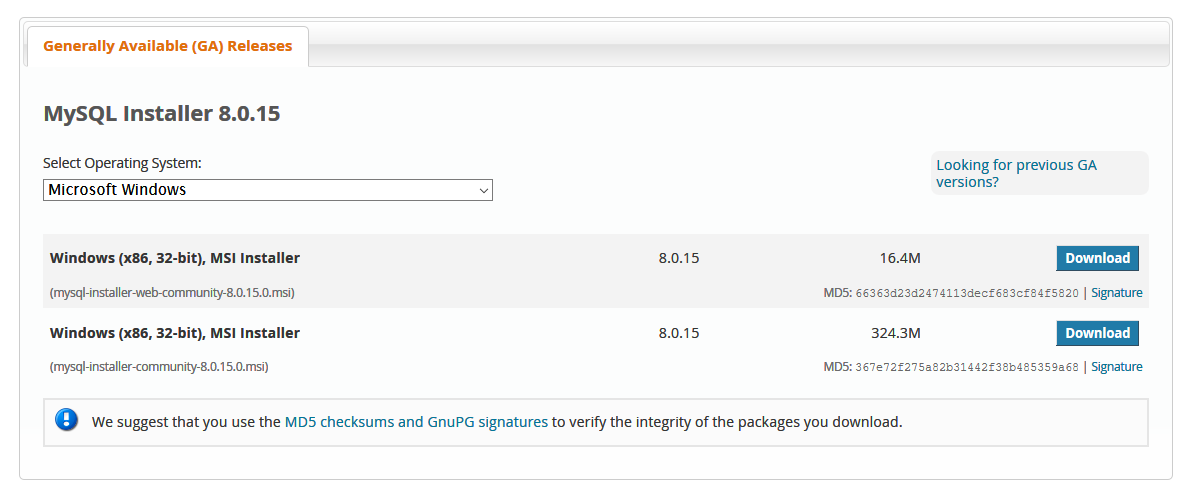 Generally Available (GA) Releases
MySQL Installer 8.0.15
Select Operating System:
Microsoft Windows
Looking for previous GA
versions?
Windows (x86, 32-bit), MSI Installer 8.0.15 16.4M Download
(mysql-installer-web-community-8.0.15.0.msi) MD5: 66363d23d2474113decf683cf84f5820 | Signature
Windows (x86, 32-bit), MSI Installer 8.0.15 324.3M Download
(mysql-installer-community-8.0.15.0.msi) MD5: 367e72f275a82b31442f38b485359a68 | Signature
We suggest that you use the MD5 checksums and GnuPG signatures to verify the integrity of the packages you download.